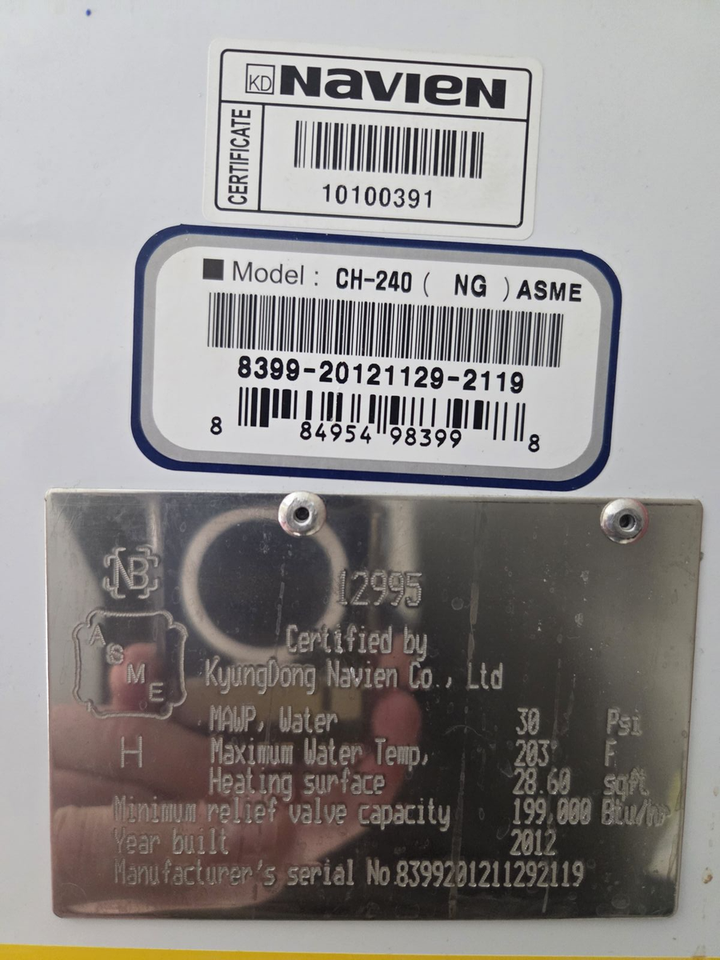 KD NAVIEN
CERTIFICATE
10100391
■ Model : CH-240 ( NG ) ASME
8399-20121129-2119
8 84954 98399 8
NB
12995
ASME
Certified by
KyungDong Navien Co., Ltd
H
MAWP, Water 30 Psi
Maximum Water Temp, 203° F
Heating surface 28.60 sqft
Minimum relief valve capacity 199,000 Btu/hr
Year built 2012
Manufacturer's serial No.8399201211292119